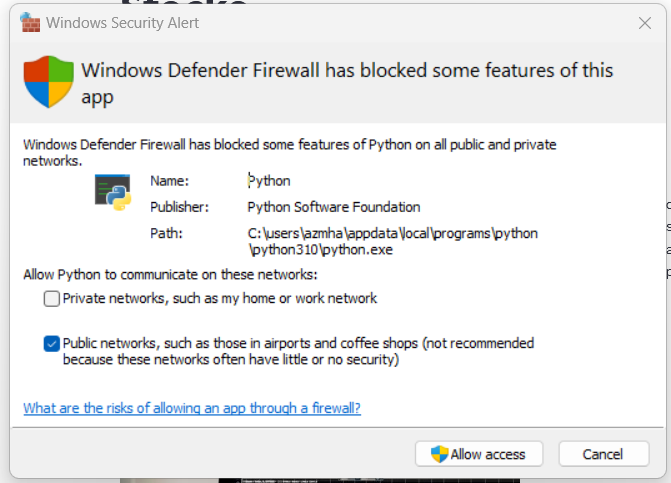 Stocks
Windows Security Alert
Windows Defender Firewall has blocked some features of this
app
Windows Defender Firewall has blocked some features of Python on all public and private
networks.
Name: Python
Publisher: Python Software Foundation
Path: C:\users\azmha\appdata\local\programs\python
\python310\python.exe
Allow Python to communicate on these networks:
Private networks, such as my home or work network
Public networks, such as those in airports and coffee shops (not recommended
because these networks often have little or no security)
What are the risks of allowing an app through a firewall?
Allow access Cancel